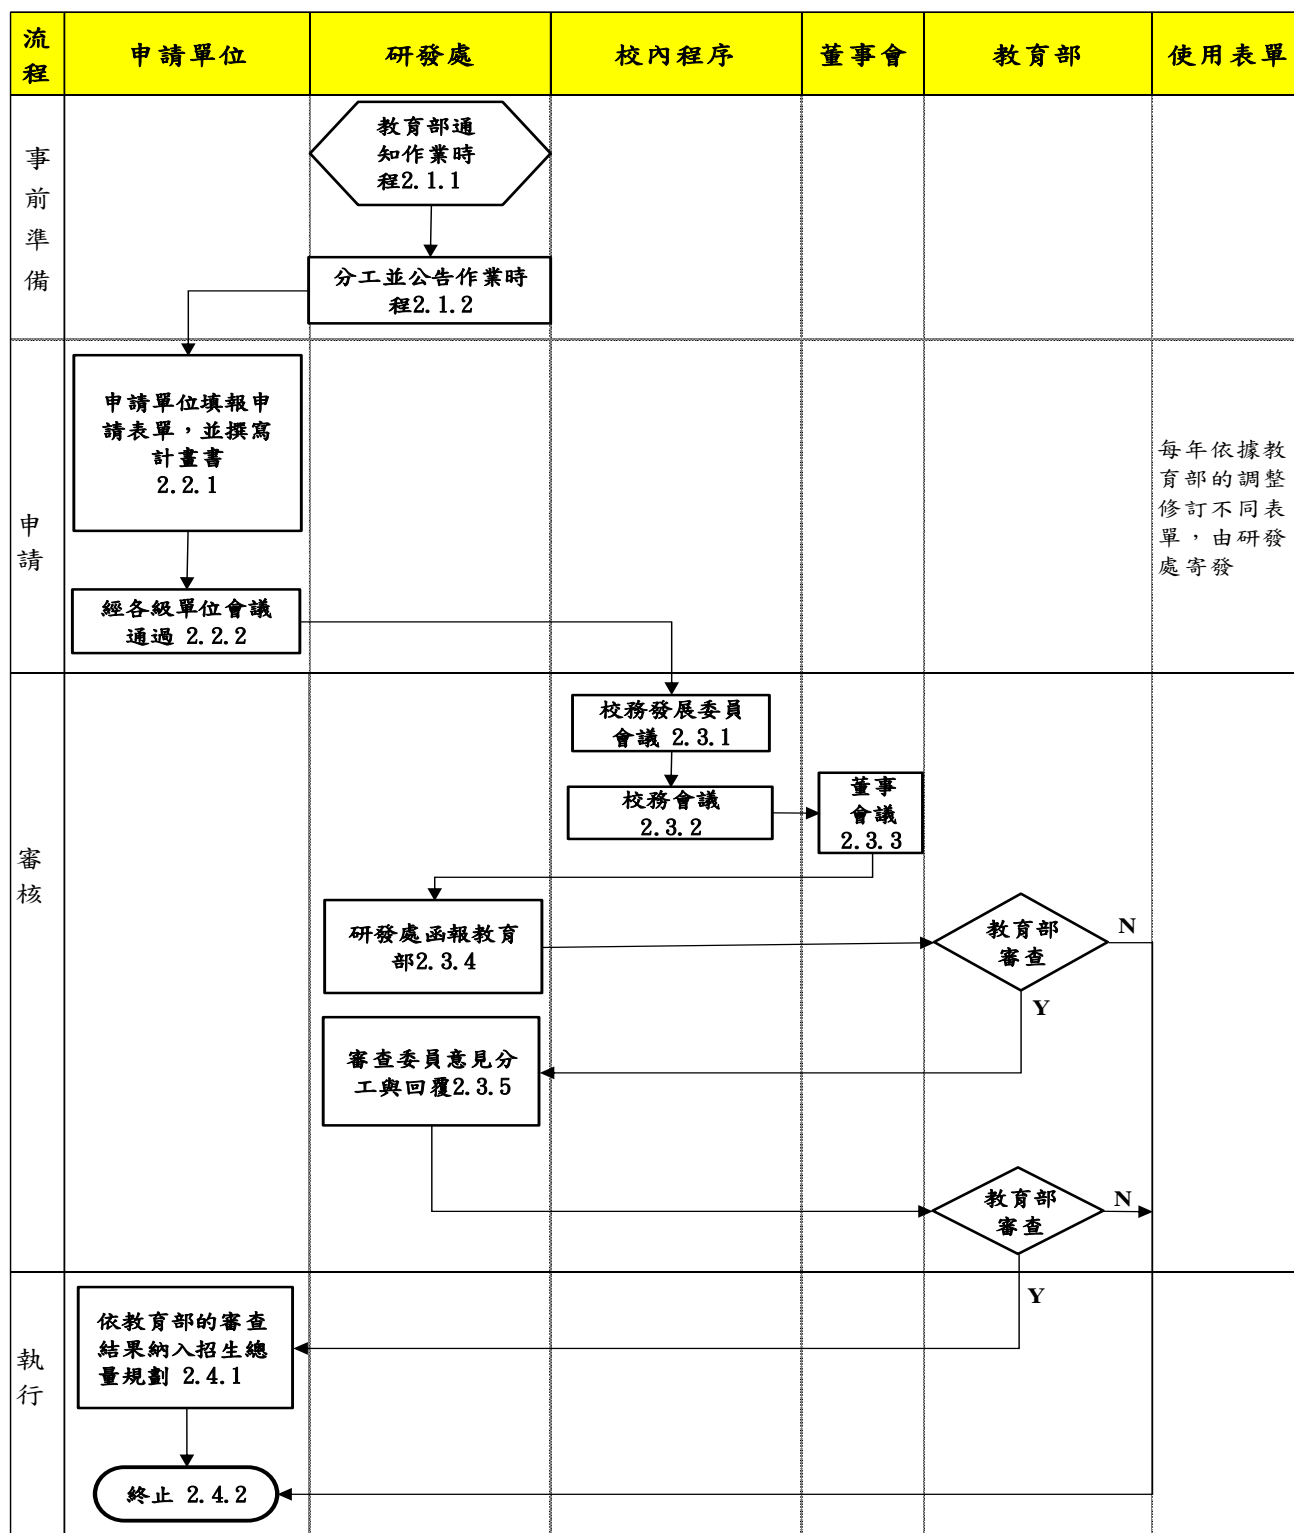 流程
申請單位
研發處
校內程序
董事會
教育部
使用表單
事前準備
教育部通
知作業時
程2.1.1
分工並公告作業時
程2.1.2
申請
申請單位填報申
請表單，並撰寫
計畫書
2.2.1
每年依據教
育部的調整
修訂不同表
單，由研發
處寄發
經各級單位會議
通過 2.2.2
審核
校務發展委員
會議 2.3.1
校務會議
2.3.2
董事
會議
2.3.3
研發處函報教育
部2.3.4
教育部
審查
N
Y
審查委員意見分
工與回覆2.3.5
教育部
審查
N
Y
執行
依教育部的審查
結果納入招生總
量規劃 2.4.1
終止 2.4.2